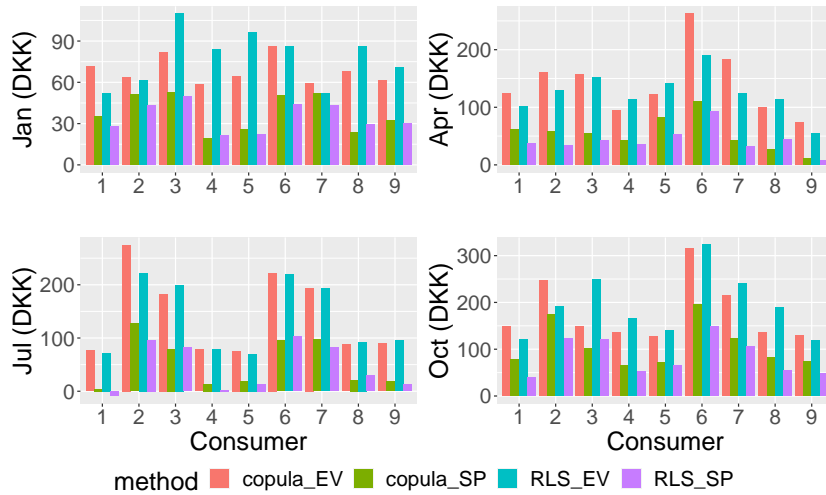 Jan (DKK)
90
60
30
0
1 2 3 4 5 6 7 8 9
Apr (DKK)
200
100
0
1 2 3 4 5 6 7 8 9
Jul (DKK)
200
100
0
1 2 3 4 5 6 7 8 9
Consumer
Oct (DKK)
300
200
100
0
1 2 3 4 5 6 7 8 9
Consumer
method copula_EV copula_SP RLS_EV RLS_SP